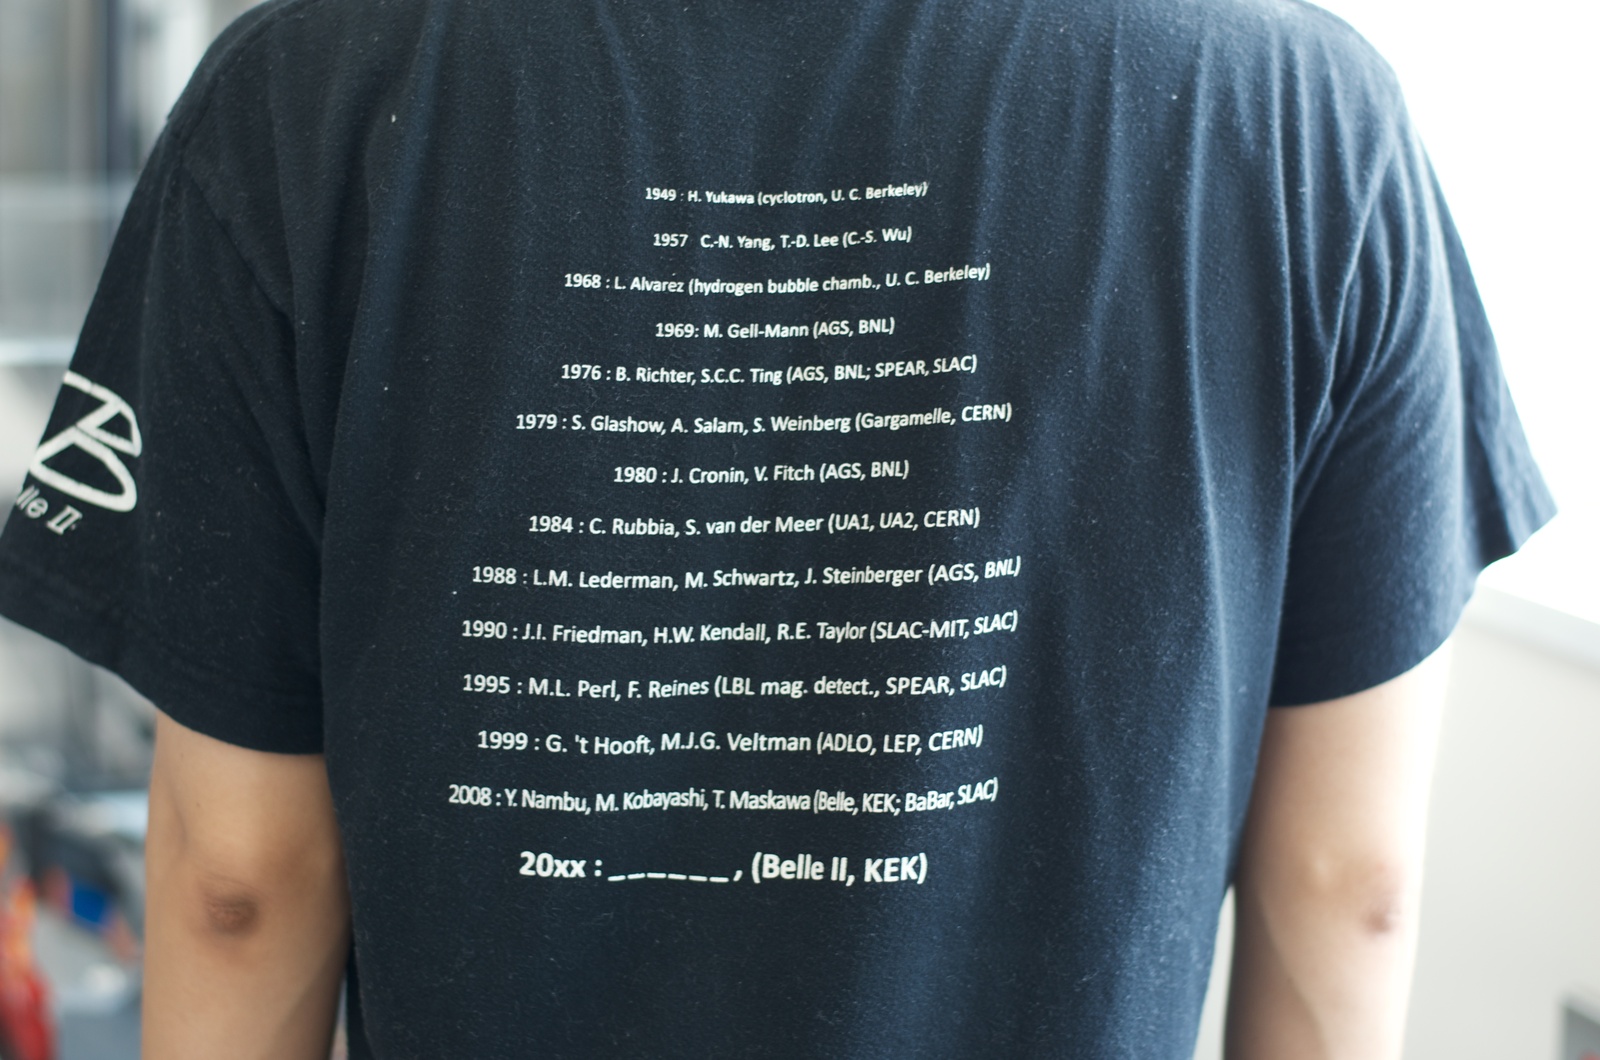 1949 : H. Yukawa (cyclotron, U. C. Berkeley)
1957 C.-N. Yang, T.-D. Lee (C.-S. Wu)
1968 : L. Alvarez (hydrogen bubble chamb., U. C. Berkeley)
1969: M. Gell-Mann (AGS, BNL)
1976 : B. Richter, S.C.C. Ting (AGS, BNL; SPEAR, SLAC)
1979 : S. Glashow, A. Salam, S. Weinberg (Gargamelle, CERN)
1980 : J. Cronin, V. Fitch (AGS, BNL)
1984 : C. Rubbia, S. van der Meer (UA1, UA2, CERN)
1988 : L.M. Lederman, M. Schwartz, J. Steinberger (AGS, BNL)
1990 : J.I. Friedman, H.W. Kendall, R.E. Taylor (SLAC-MIT, SLAC)
1995 : M.L. Perl, F. Reines (LBL mag. detect., SPEAR, SLAC)
1999 : G. 't Hooft, M.J.G. Veltman (ADLO, LEP, CERN)
2008 : Y. Nambu, M. Kobayashi, T. Maskawa (Belle, KEK; BaBar, SLAC)
20xx : ______, (Belle II, KEK)
B
lle II